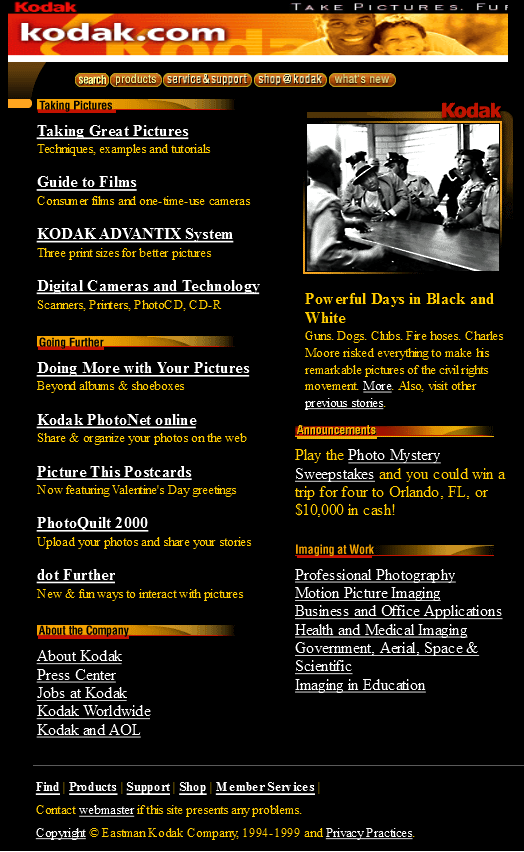 Kodak
TAKE PICTURES. FUR
kodak.com
search products service & support shop @ kodak what's new
Taking Pictures
Taking Great Pictures
Techniques, examples and tutorials
Guide to Films
Consumer films and one-time-use cameras
KODAK ADVANTIX System
Three print sizes for better pictures
Digital Cameras and Technology
Scanners, Printers, PhotoCD, CD-R
Going Further
Doing More with Your Pictures
Beyond albums & shoeboxes
Kodak PhotoNet online
Share & organize your photos on the web
Picture This Postcards
Now featuring Valentine's Day greetings
PhotoQuilt 2000
Upload your photos and share your stories
dot Further
New & fun ways to interact with pictures
About the Company
About Kodak
Press Center
Jobs at Kodak
Kodak Worldwide
Kodak and AOL
Kodak
Powerful Days in Black and
White
Guns. Dogs. Clubs. Fire hoses. Charles
Moore risked everything to make his
remarkable pictures of the civil rights
movement. More. Also, visit other
previous stories.
Announcements
Play the Photo Mystery
Sweepstakes and you could win a
trip for four to Orlando, FL, or
$10,000 in cash!
Imaging at Work
Professional Photography
Motion Picture Imaging
Business and Office Applications
Health and Medical Imaging
Government, Aerial, Space &
Scientific
Imaging in Education
Find | Products | Support | Shop | Member Services |
Contact webmaster if this site presents any problems.
Copyright © Eastman Kodak Company, 1994-1999 and Privacy Practices.